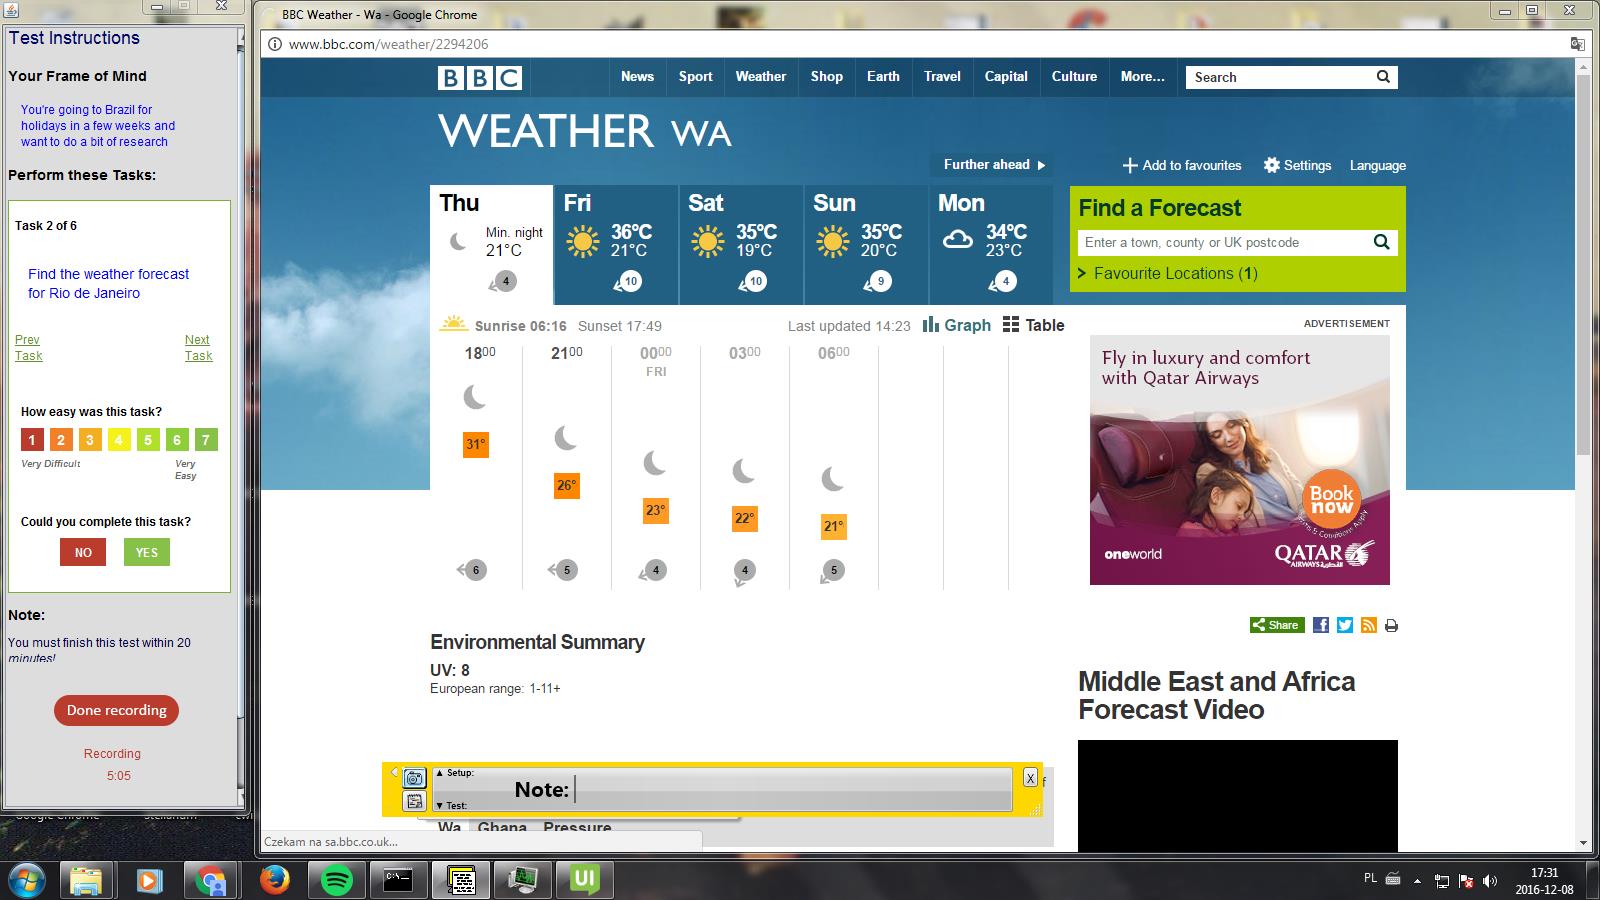 BBC Weather - Wa - Google Chrome
www.bbc.com/weather/2294206
Test Instructions
Your Frame of Mind
You're going to Brazil for
holidays in a few weeks and
want to do a bit of research
Perform these Tasks:
Task 2 of 6
Find the weather forecast
for Rio de Janeiro
Prev Task
Next Task
How easy was this task?
1 2 3 4 5 6 7
Very Difficult
Very Easy
Could you complete this task?
NO YES
Note:
You must finish this test within 20
minutes!
Done recording
Recording
5:05
BBC News Sport Weather Shop Earth Travel Capital Culture More... Search
WEATHER WA
Further ahead
Add to favourites Settings Language
Thu
Min. night
21°C
4
Fri
36°C
21°C
10
Sat
35°C
19°C
10
Sun
35°C
20°C
9
Mon
34°C
23°C
4
Find a Forecast
Enter a town, county or UK postcode
Favourite Locations (1)
Sunrise 06:16 Sunset 17:49 Last updated 14:23 Graph Table
1800 2100 0000 0300 0600
FRI
31°
26°
23°
22°
21°
6 5 4 4 5
ADVERTISEMENT
Fly in luxury and comfort
with Qatar Airways
Book
now
Terms & Conditions Apply
oneworld
QATAR
AIRWAYS القطرية
Share
Environmental Summary
UV: 8
European range: 1-11+
Middle East and Africa
Forecast Video
Setup:
Note:
Test:
X
f
Wa Ghana Pressure
Czekam na sa.bbc.co.uk...
Google Chrome
C:\_
UI
PL
17:31
2016-12-08